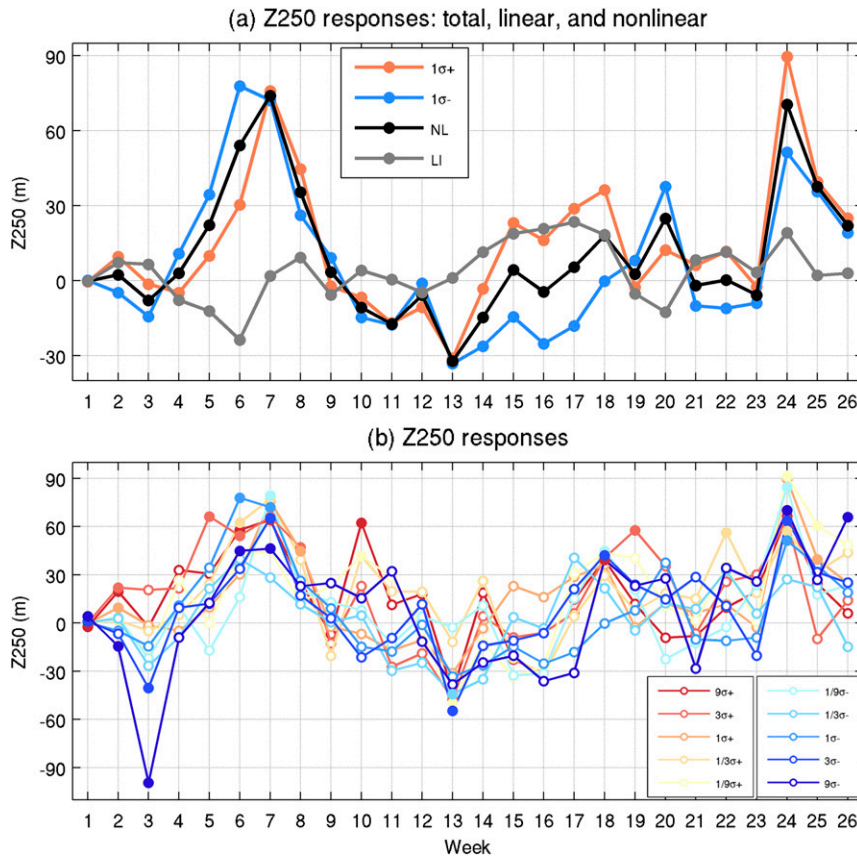 (a) Z250 responses: total, linear, and nonlinear
90
60
30
0
-30
Z250 (m)
1σ+
1σ-
NL
LI
1 2 3 4 5 6 7 8 9 10 11 12 13 14 15 16 17 18 19 20 21 22 23 24 25 26
(b) Z250 responses
90
60
30
0
-30
-60
-90
Z250 (m)
9σ+
3σ+
1σ+
1/3σ+
1/9σ+
1/9σ-
1/3σ-
1σ-
3σ-
9σ-
1 2 3 4 5 6 7 8 9 10 11 12 13 14 15 16 17 18 19 20 21 22 23 24 25 26
Week